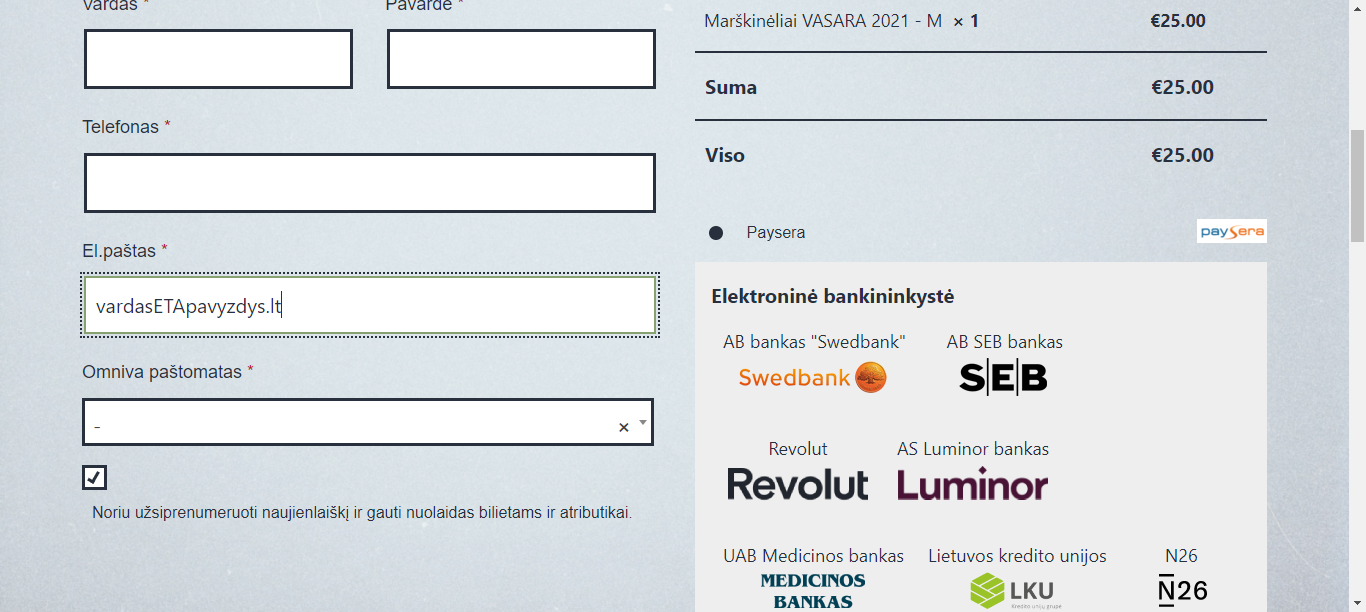 Vardas *
Pavardė *
Telefonas *
El.paštas *
vardasETApavyzdys.lt
Omniva paštomatas *
-
×
Noriu užsiprenumeruoti naujienlaiškį ir gauti nuolaidas bilietams ir atributikai.
Marškinėliai VASARA 2021 - M × 1 €25.00
Suma €25.00
Viso €25.00
Paysera paysera
Elektroninė bankininkystė
AB bankas "Swedbank" AB SEB bankas
Swedbank SEB
Revolut AS Luminor bankas
Revolut Luminor
UAB Medicinos bankas Lietuvos kredito unijos N26
MEDICINOS BANKAS LKU N26
Kredito unijų grupė